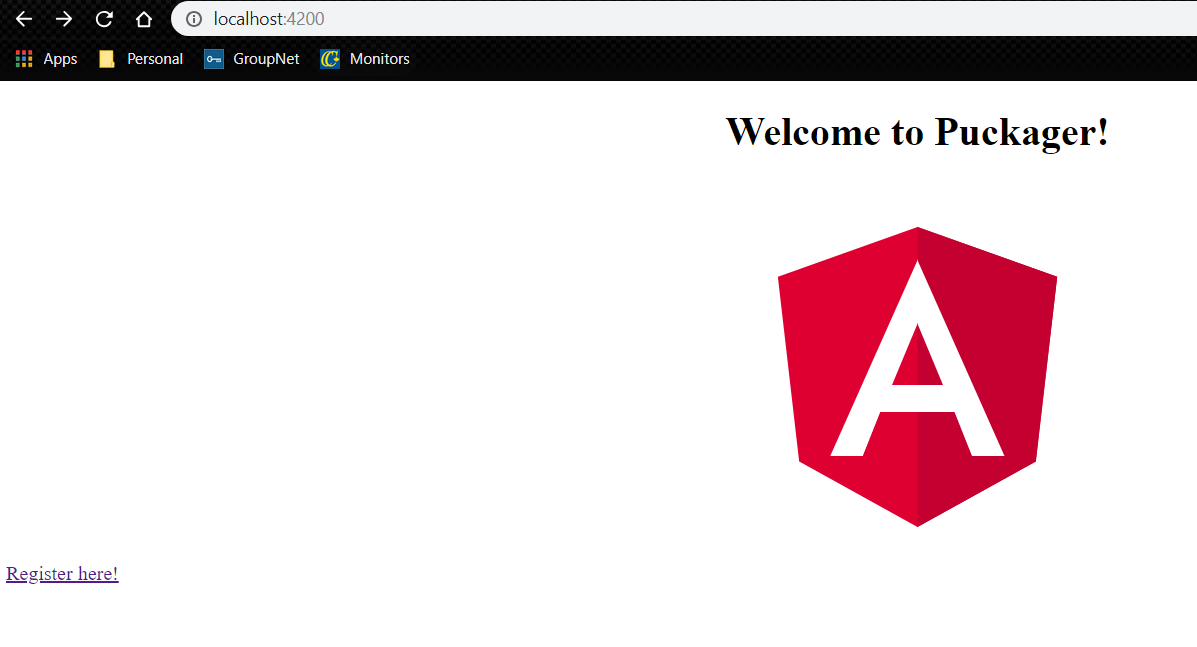 localhost:4200
Apps Personal GroupNet Monitors
Welcome to Puckager!
A
Register here!